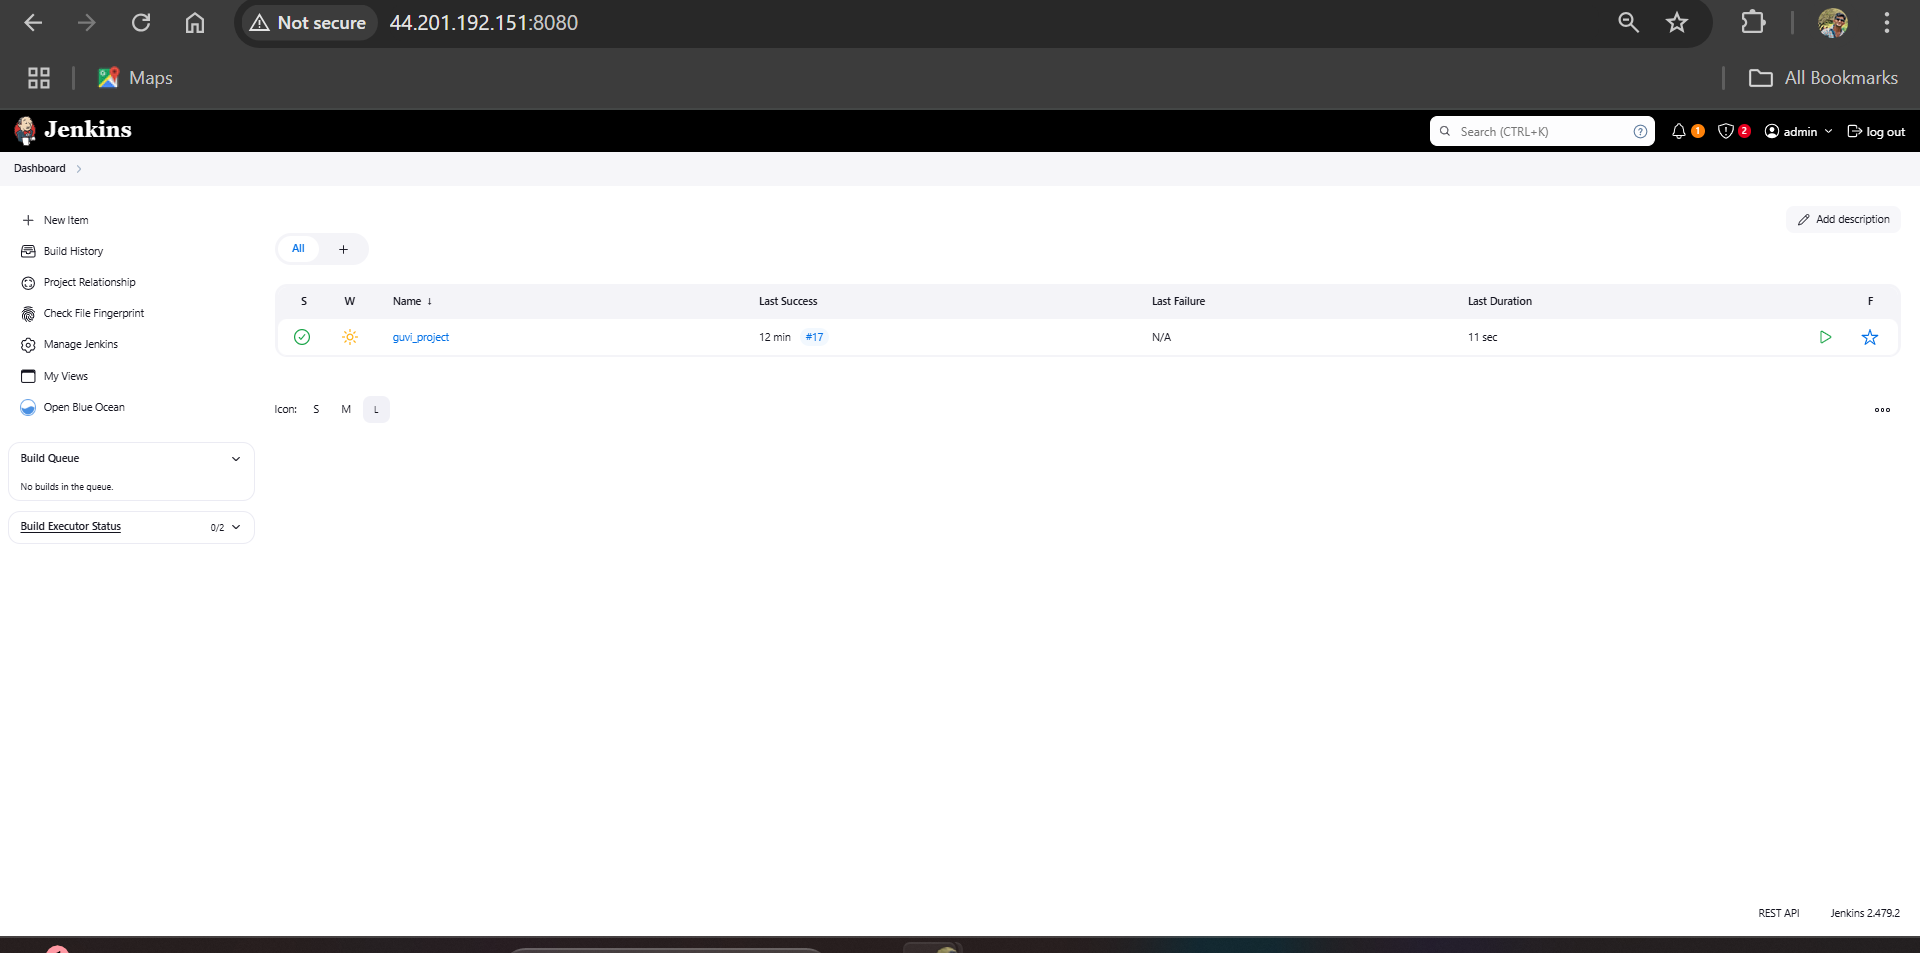 Not secure 44.201.192.151:8080
Maps
All Bookmarks
Jenkins
Search (CTRL+K) ?
1
2
admin
log out
Dashboard
New Item
Build History
Project Relationship
Check File Fingerprint
Manage Jenkins
My Views
Open Blue Ocean
Build Queue
No builds in the queue.
Build Executor Status 0/2
Add description
All +
S W Name ↓ Last Success Last Failure Last Duration F
guvi_project 12 min #17 N/A 11 sec
Icon: S M L
REST API Jenkins 2.479.2